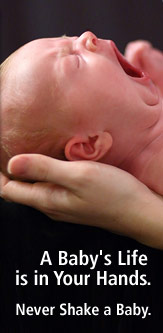 A Baby's Life
is in Your Hands.
Never Shake a Baby.